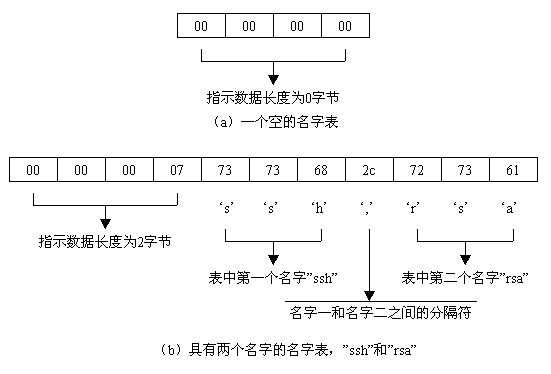 00 00 00 00
指示数据长度为0字节
（a）一个空的名字表
00 00 00 07 73 73 68 2c 72 73 61
‘s’ ‘s’ ‘h’ ‘,’ ‘r’ ‘s’ ‘a’
指示数据长度为2字节
表中第一个名字”ssh”
表中第二个名字”rsa”
名字一和名字二之间的分隔符
（b）具有两个名字的名字表，”ssh”和”rsa”